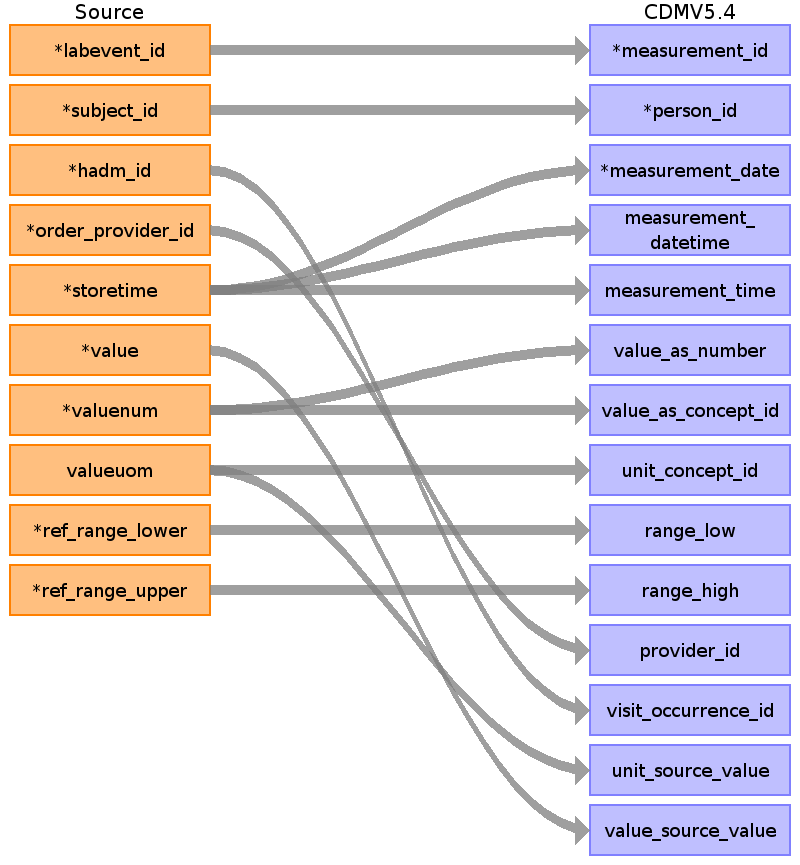 Source
CDMV5.4
*labevent_id
*measurement_id
*subject_id
*person_id
*hadm_id
*measurement_date
*order_provider_id
measurement_
datetime
*storetime
measurement_time
*value
value_as_number
*valuenum
value_as_concept_id
valueuom
unit_concept_id
*ref_range_lower
range_low
*ref_range_upper
range_high
provider_id
visit_occurrence_id
unit_source_value
value_source_value